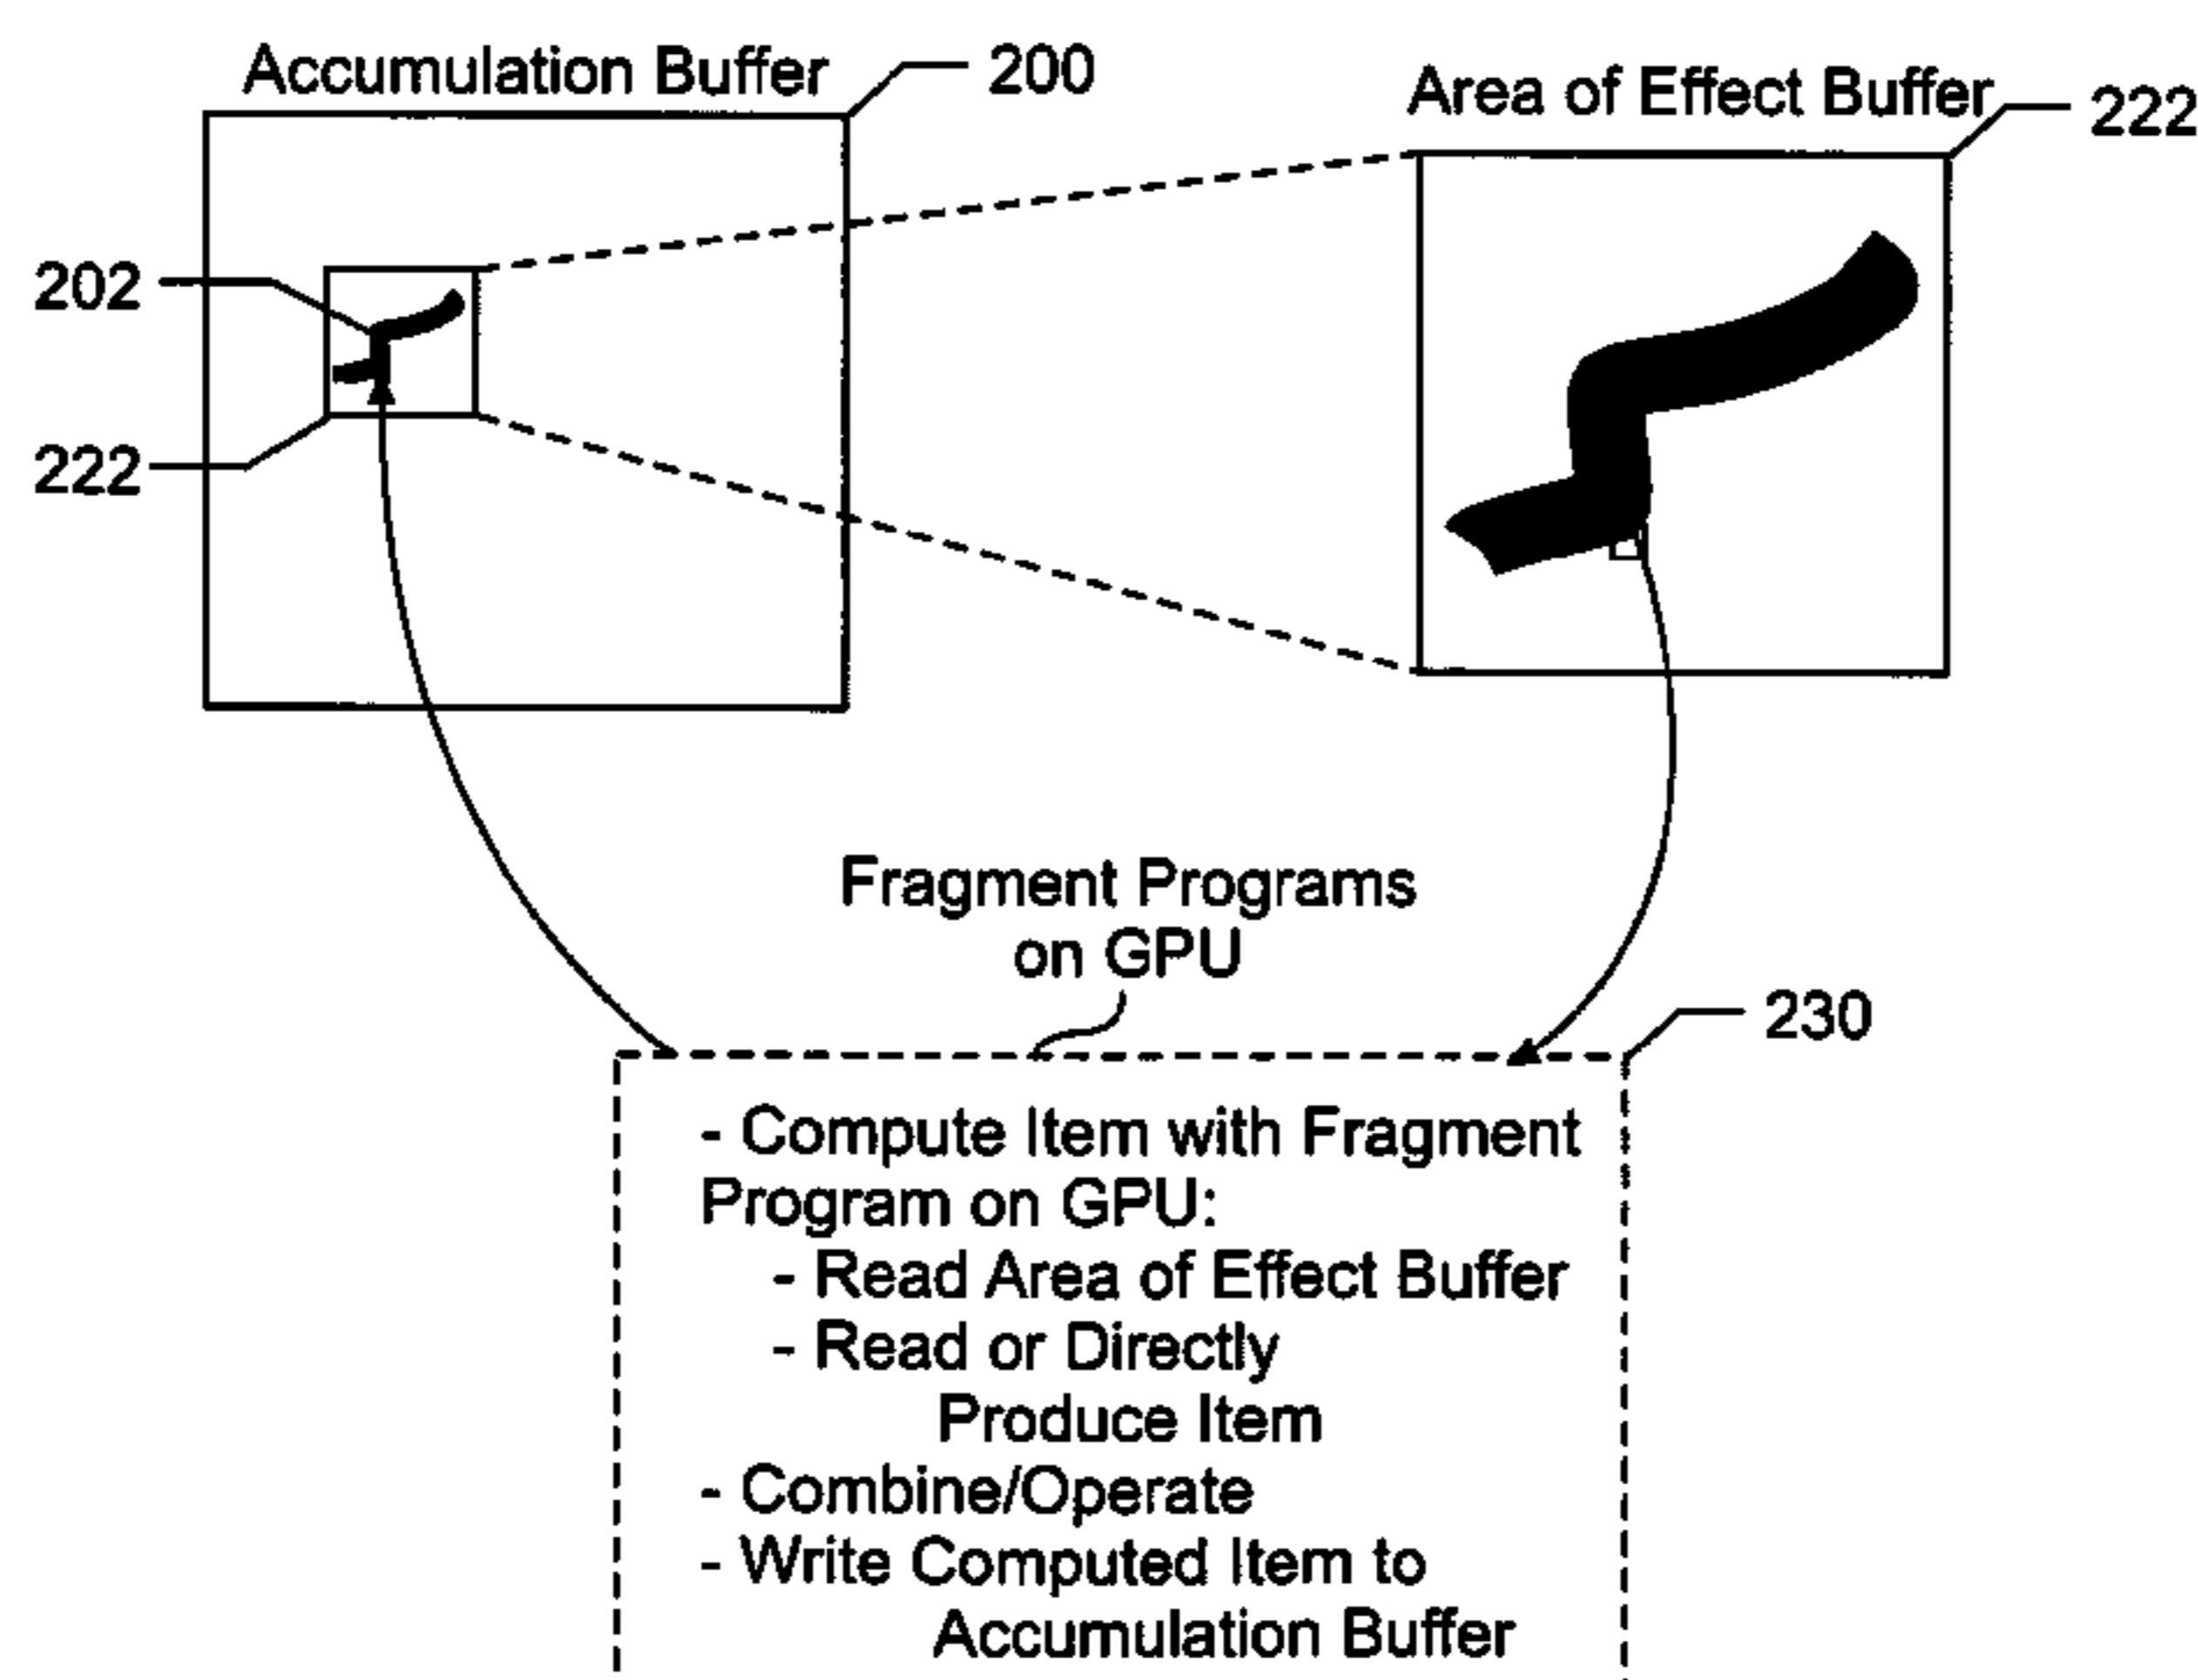 Accumulation Buffer
200
Area of Effect Buffer
222
202
222
Fragment Programs
on GPU
230
- Compute Item with Fragment
Program on GPU:
- Read Area of Effect Buffer
- Read or Directly
Produce Item
- Combine/Operate
- Write Computed Item to
Accumulation Buffer